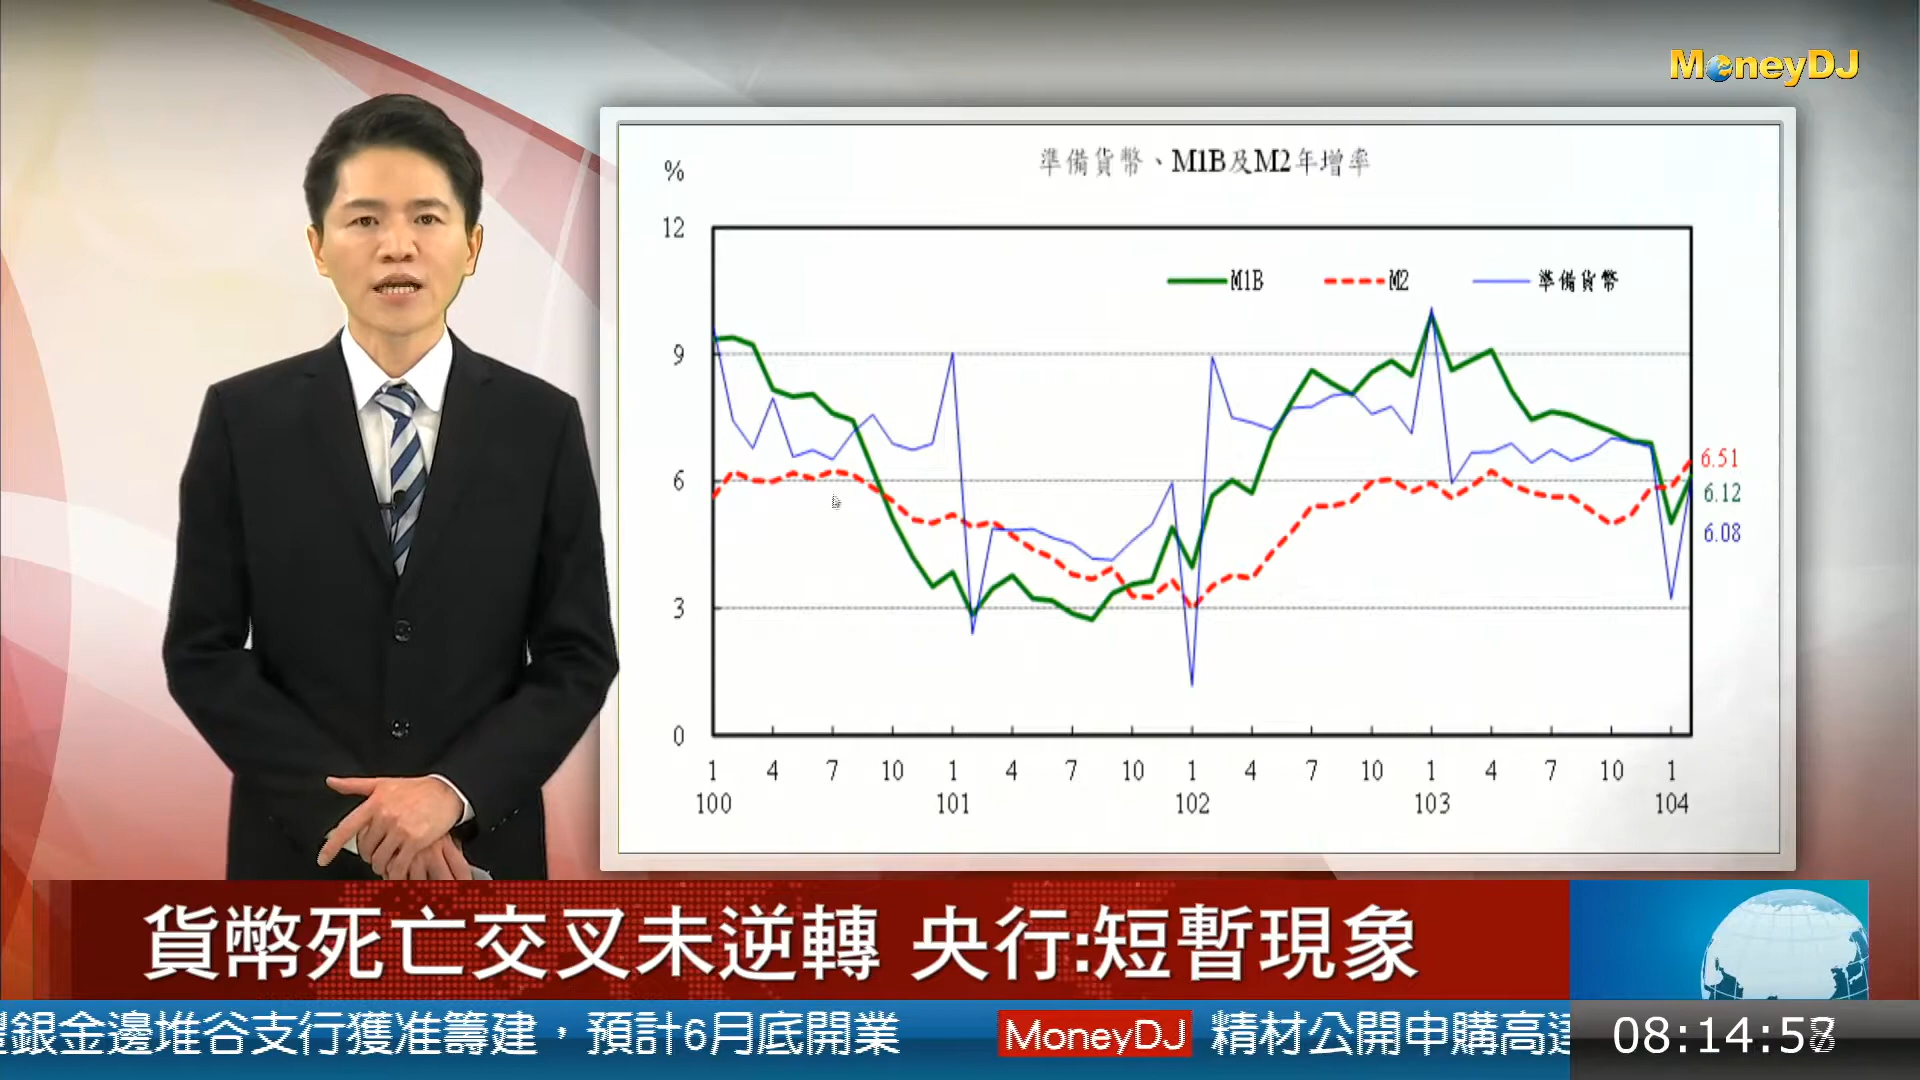 MoneyDJ
準備貨幣、M1B及M2年增率
%
12
9
6
3
0
M1B M2 準備貨幣
6.51
6.12
6.08
1 4 7 10 1 4 7 10 1 4 7 10 1 4 7 10 1
100 101 102 103 104
貨幣死亡交叉未逆轉 央行:短暫現象
銀金邊堆谷支行獲准籌建，預計6月底開業 MoneyDJ 精材公開申購高達
08:14:5